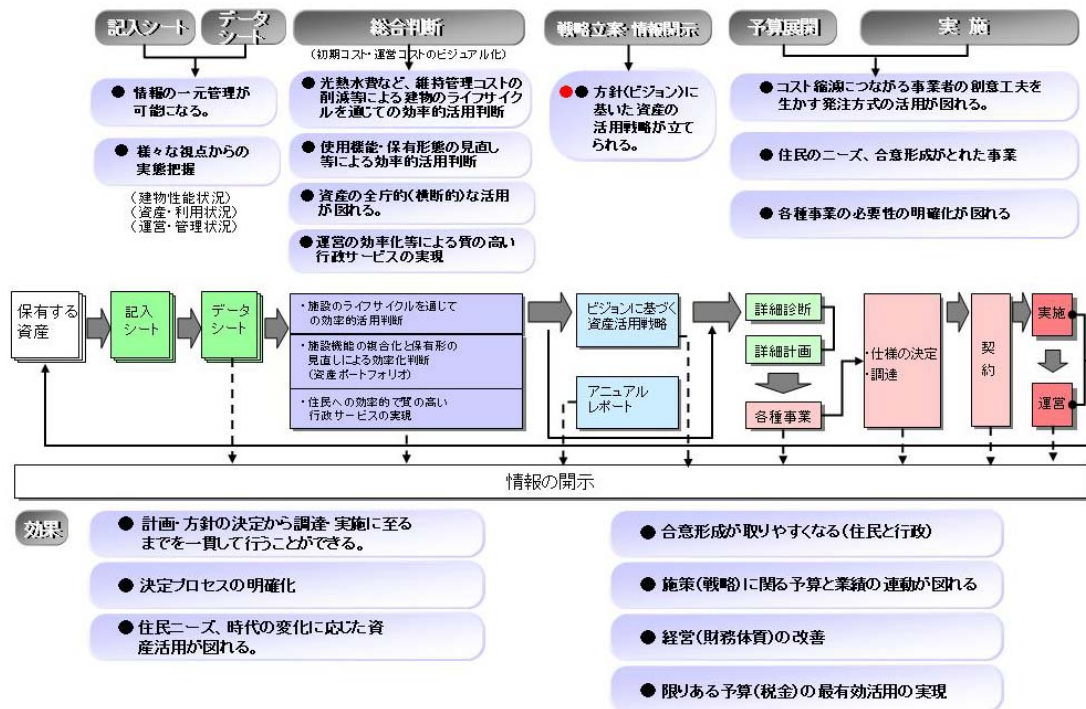 記入シート
データ
シート
総合判断
(初期コスト・運営コストのビジュアル化)
戦略立案・情報開示
予算展開
実 施
● 情報の一元管理が
可能になる。
● 様々な視点からの
実態把握
(建物性能状況)
(資産・利用状況)
(運営・管理状況)
● 光熱水費など、維持管理コストの
削減等による建物のライフサイク
ルを通じての効率的活用判断
● 使用機能・保有形態の見直し
等による効率的活用判断
● 資産の全庁的(横断的)な活用
が図れる。
● 運営の効率化等による質の高い
行政サービスの実現
●● 方針(ビジョン)に
基いた資産の
活用戦略が立て
られる。
● コスト縮減につながる事業者の創意工夫を
生かす発注方式の活用が図れる。
● 住民のニーズ、合意形成がとれた事業
● 各種事業の必要性の明確化が図れる
保有する
資産
記入
シート
データ
シート
・施設のライフサイクルを通じて
の効率的活用判断
・施設機能の複合化と保有形の
見直しによる効率化判断
(資産ポートフォリオ)
・住民への効率的で質の高い
行政サービスの実現
ビジョンに基づく
資産活用戦略
アニュアル
レポート
詳細診断
詳細計画
各種事業
・仕様の決定
・調達
契
約
実施
運営
情報の開示
効果
● 計画・方針の決定から調達・実施に至る
までを一貫して行うことができる。
● 決定プロセスの明確化
● 住民ニーズ、時代の変化に応じた資
産活用が図れる。
● 合意形成が取りやすくなる(住民と行政)
● 施策(戦略)に関る予算と業績の連動が図れる
● 経営(財務体質)の改善
● 限りある予算(税金)の最有効活用の実現